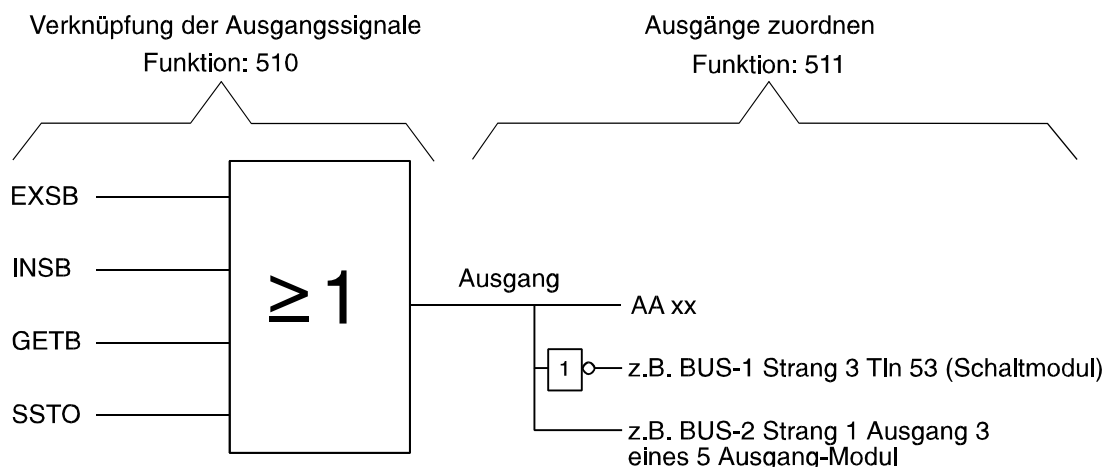 Verknüpfung der Ausgangssignale
Funktion: 510
Ausgänge zuordnen
Funktion: 511
EXSB
INSB
GETB
SSTO
≥1
Ausgang
AA xx
1
z.B. BUS-1 Strang 3 Tln 53 (Schaltmodul)
z.B. BUS-2 Strang 1 Ausgang 3
eines 5 Ausgang-Modul